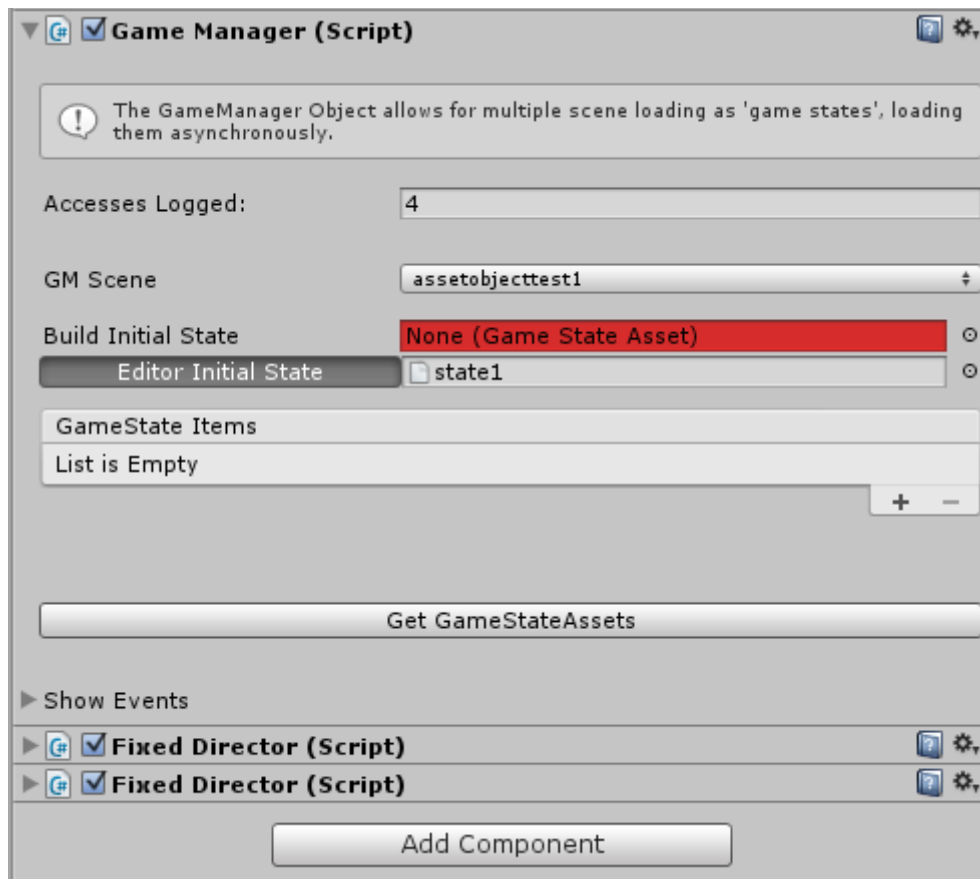 Game Manager (Script)
The GameManager Object allows for multiple scene loading as 'game states', loading
them asynchronously.
Accesses Logged: 4
GM Scene assetobjecttest1
Build Initial State None (Game State Asset)
Editor Initial State state1
GameState Items
List is Empty
+ −
Get GameStateAssets
Show Events
Fixed Director (Script)
Fixed Director (Script)
Add Component